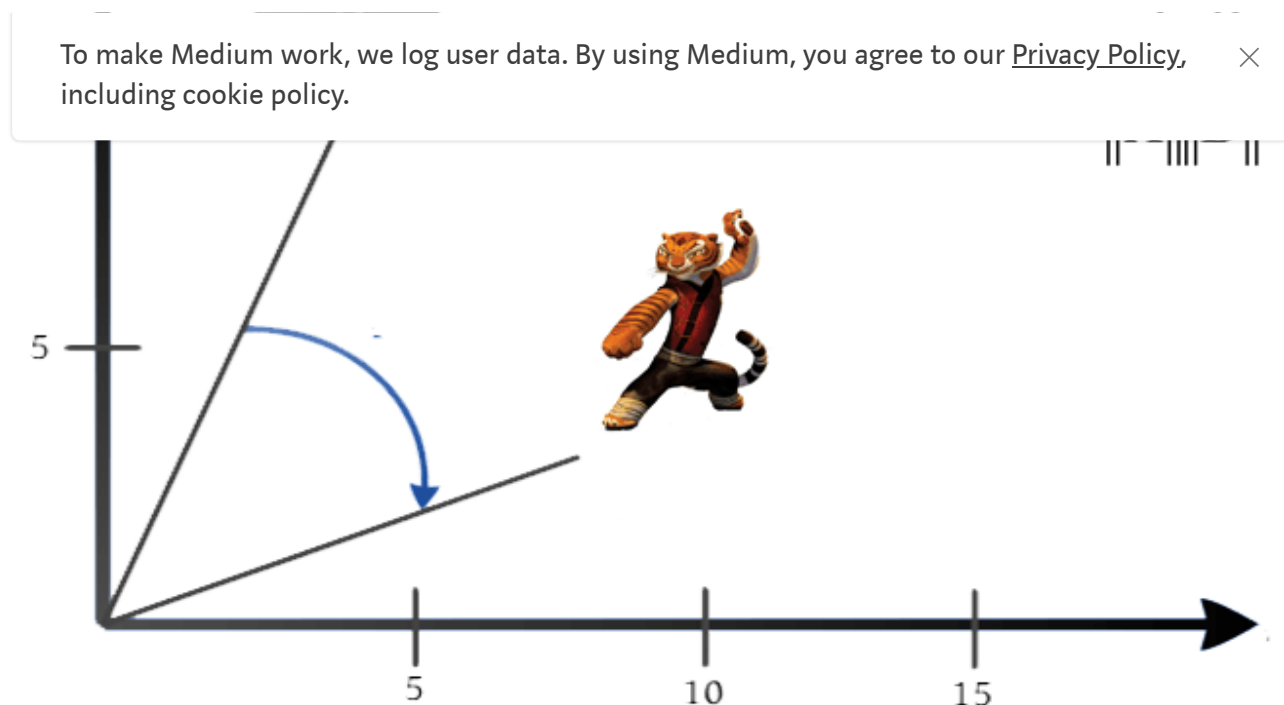 To make Medium work, we log user data. By using Medium, you agree to our Privacy Policy,
including cookie policy.
5
5
10
15